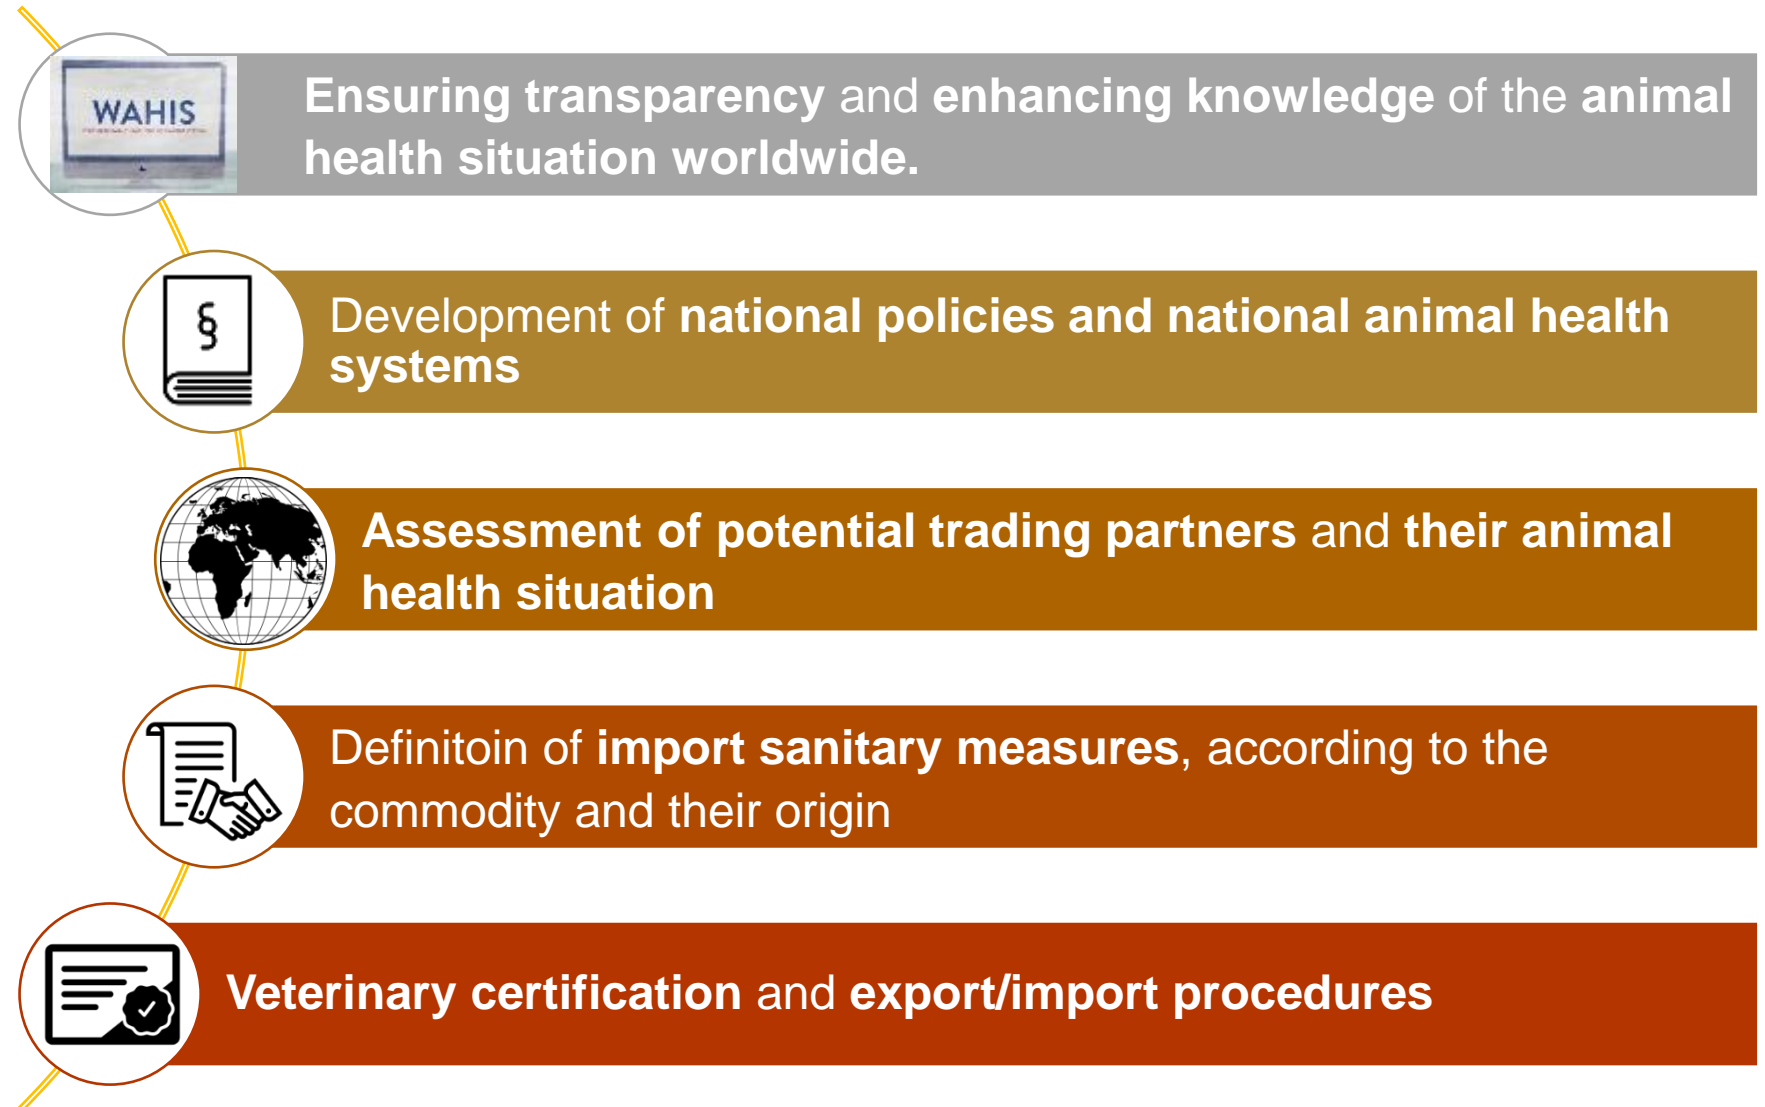 WAHIS
Ensuring transparency and enhancing knowledge of the animal
health situation worldwide.
§
Development of national policies and national animal health
systems
Assessment of potential trading partners and their animal
health situation
Definitoin of import sanitary measures, according to the
commodity and their origin
Veterinary certification and export/import procedures